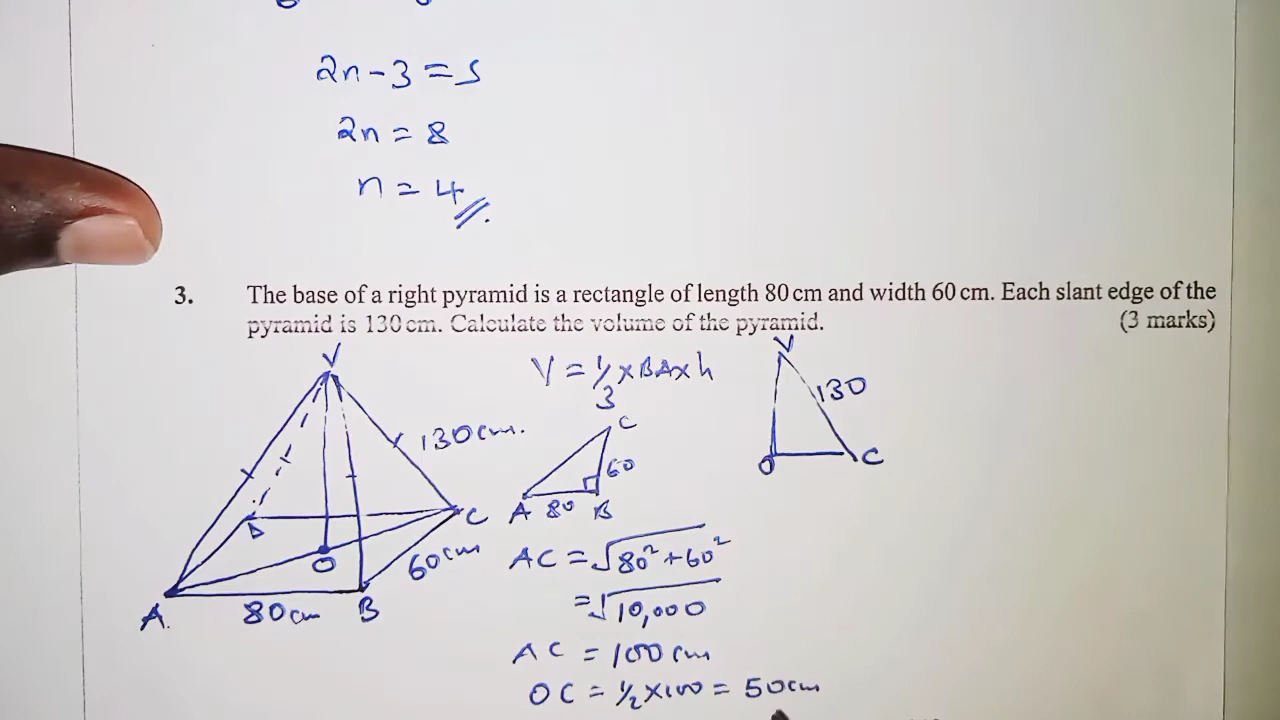 2n - 3 = 5
2n = 8
n = 4
3. The base of a right pyramid is a rectangle of length 80 cm and width 60 cm. Each slant edge of the
pyramid is 130 cm. Calculate the volume of the pyramid. (3 marks)
V
130cm.
A
80cm
B
60cm
C
D
O
V = 1/3 x BA x h
C
60
A 80 B
AC = √80² + 60²
= √10,000
AC = 100 cm
OC = 1/2 x 100 = 50cm
V
130
O
C